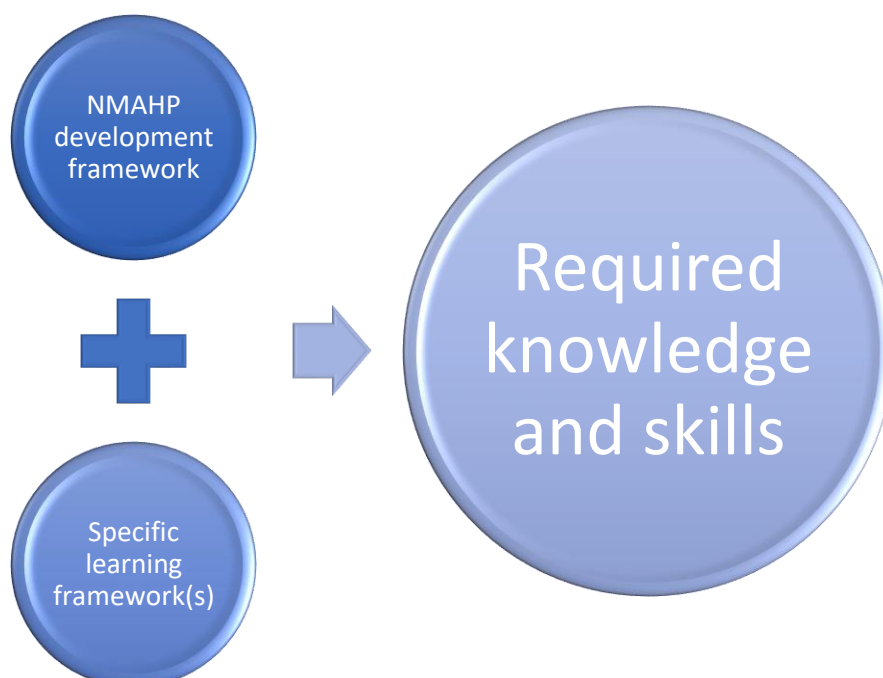 NMAHP
development
framework
Specific
learning
framework(s)
Required
knowledge
and skills